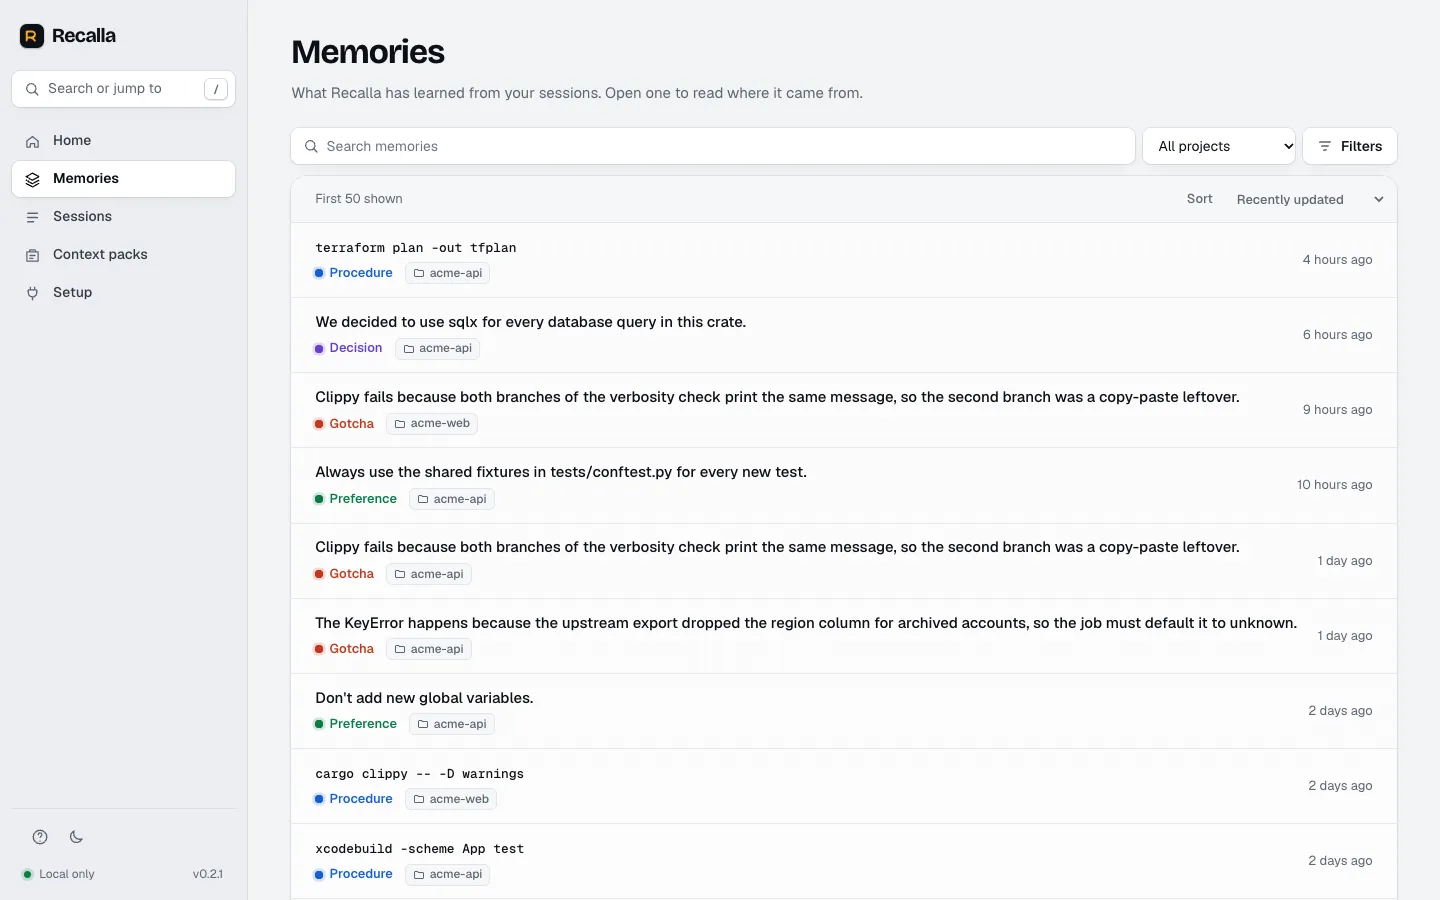 Recalla
Search or jump to /
Home
Memories
Sessions
Context packs
Setup
Local only v0.2.1
Memories
What Recalla has learned from your sessions. Open one to read where it came from.
Search memories All projects Filters
First 50 shown Sort Recently updated
terraform plan -out tfplan
Procedure acme-api 4 hours ago
We decided to use sqlx for every database query in this crate.
Decision acme-api 6 hours ago
Clippy fails because both branches of the verbosity check print the same message, so the second branch was a copy-paste leftover.
Gotcha acme-web 9 hours ago
Always use the shared fixtures in tests/conftest.py for every new test.
Preference acme-api 10 hours ago
Clippy fails because both branches of the verbosity check print the same message, so the second branch was a copy-paste leftover.
Gotcha acme-api 1 day ago
The KeyError happens because the upstream export dropped the region column for archived accounts, so the job must default it to unknown.
Gotcha acme-api 1 day ago
Don't add new global variables.
Preference acme-api 2 days ago
cargo clippy -- -D warnings
Procedure acme-web 2 days ago
xcodebuild -scheme App test
Procedure acme-api 2 days ago